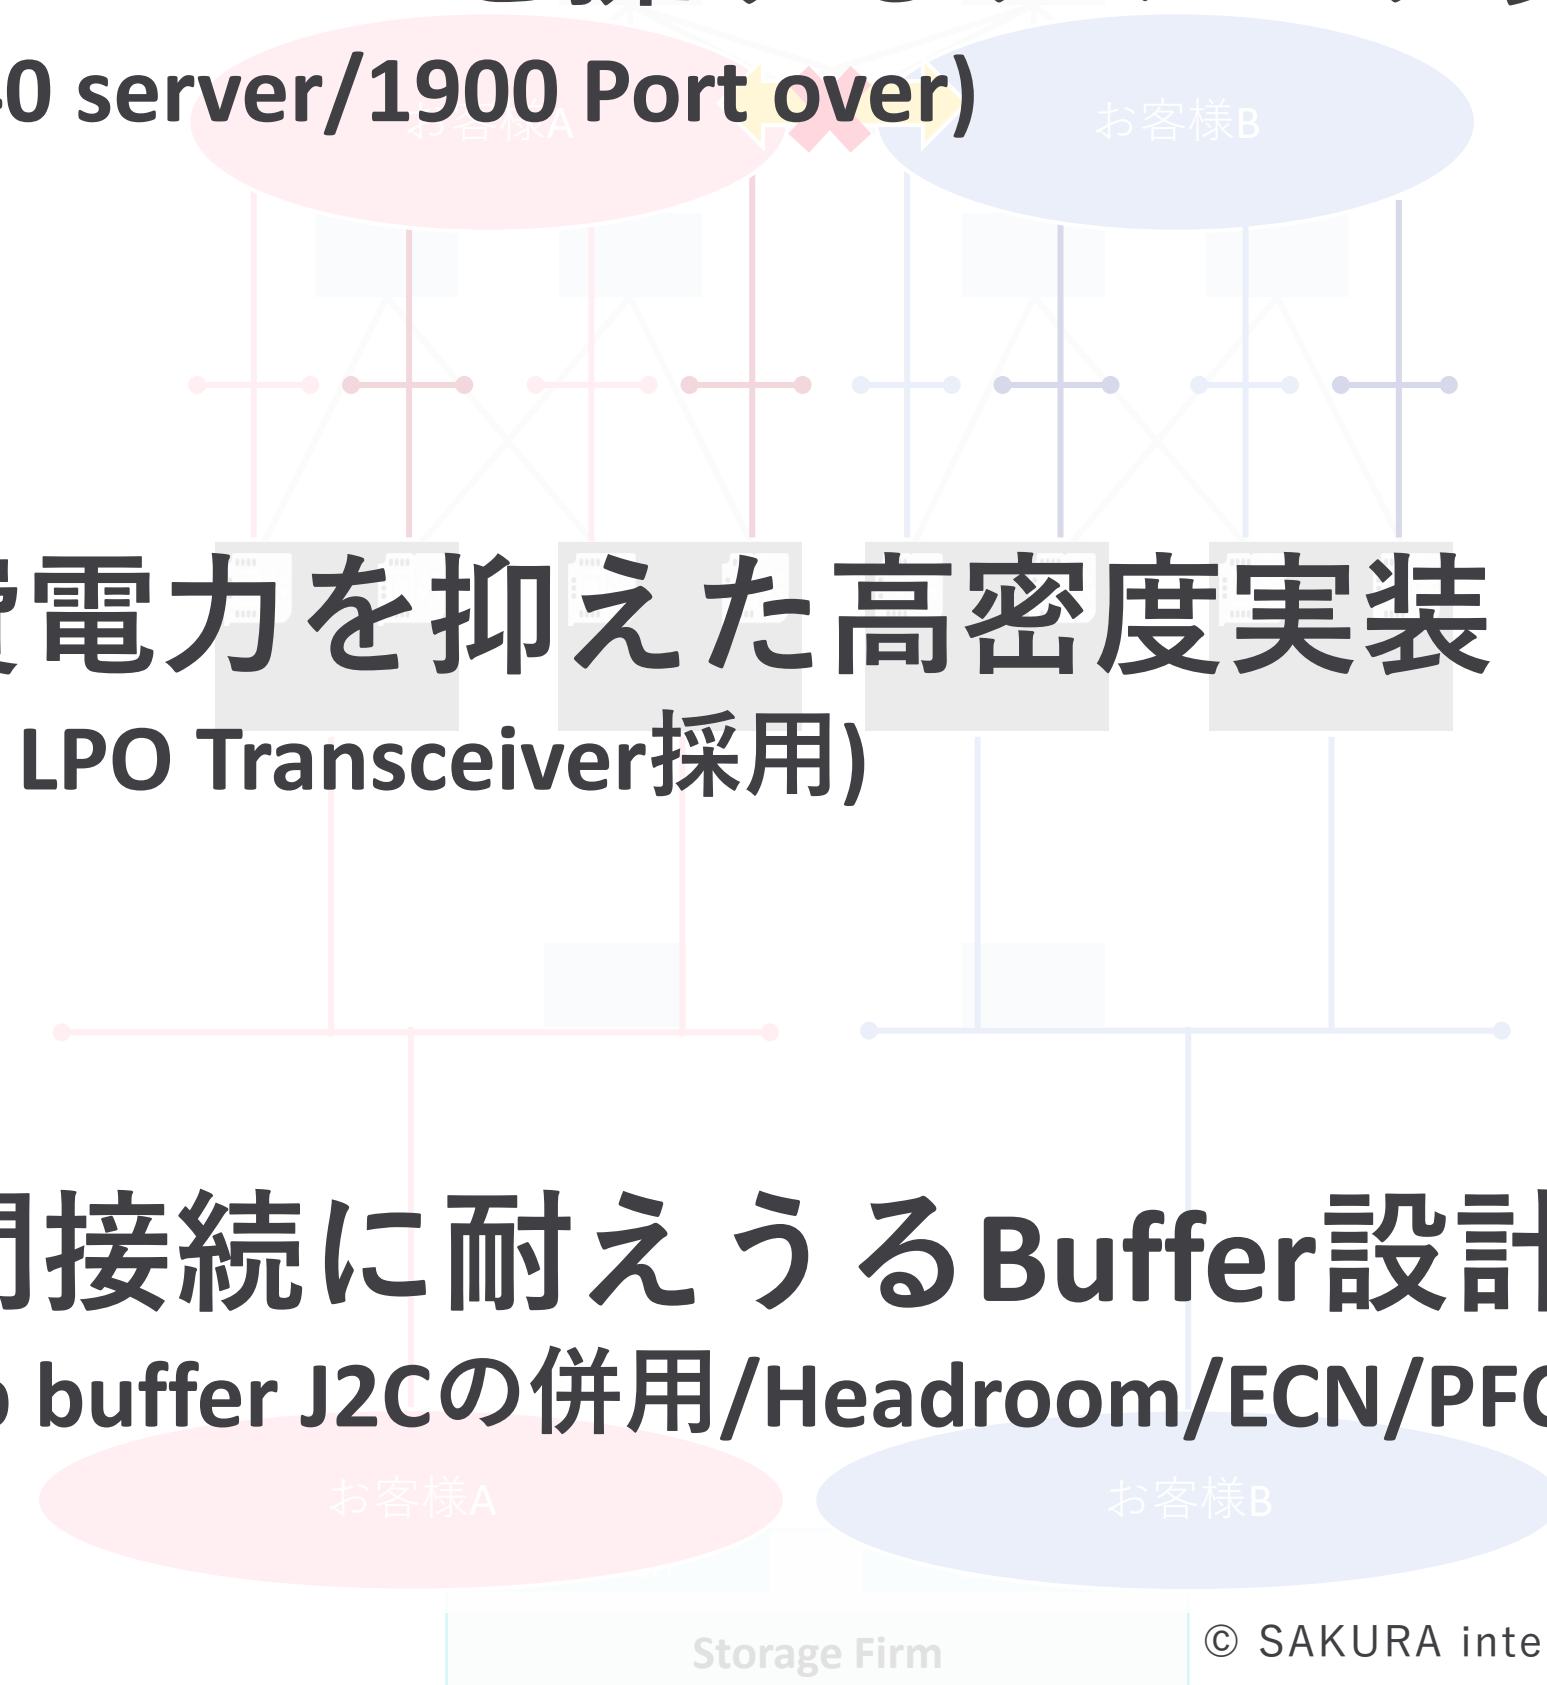 0 server/1900 Port over)
お客様A
お客様B
電力を抑えた高密度実装
LPO Transceiver採用)
接続に耐えうるBuffer設計
buffer J2Cの併用/Headroom/ECN/PFC
お客様A
お客様B
Storage Firm
© SAKURA inte